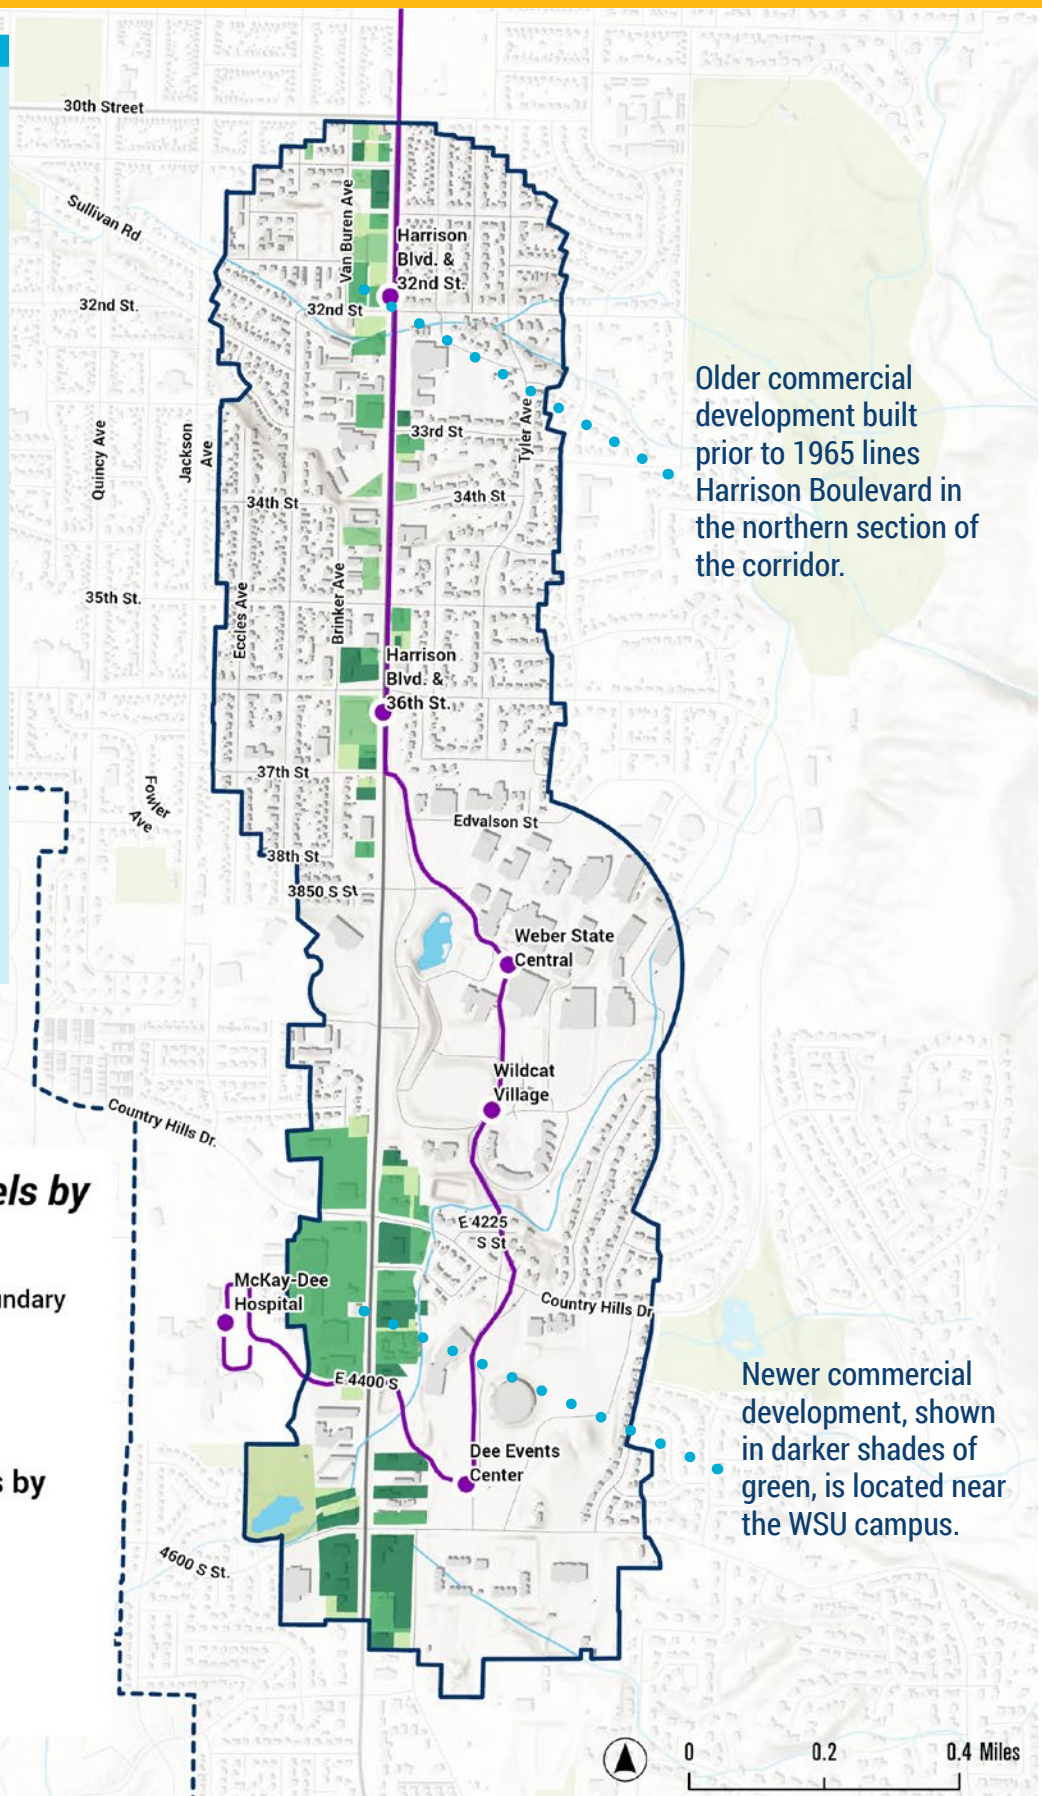 30th Street
Sullivan Rd
Van Buren Ave
Harrison
Blvd. &
32nd St.
32nd St.
32nd St
Older commercial
development built
prior to 1965 lines
Harrison Boulevard in
the northern section of
the corridor.
Quincy Ave
Jackson
Ave
33rd St
Tyler Ave
34th St
34th St
35th St.
Eccles Ave
Brinker Ave
Harrison
Blvd. &
36th St.
37th St
Fowler
Ave
Edvalson St
38th St
3850 S St
Weber State
Central
Wildcat
Village
Country Hills Dr.
els by
E 4225
S St
McKay-Dee
Hospital
undary
Country Hills Dr
E 4400 S
Newer commercial
development, shown
in darker shades of
green, is located near
the WSU campus.
Dee Events
Center
s by
4600 S St.
0 0.2 0.4 Miles